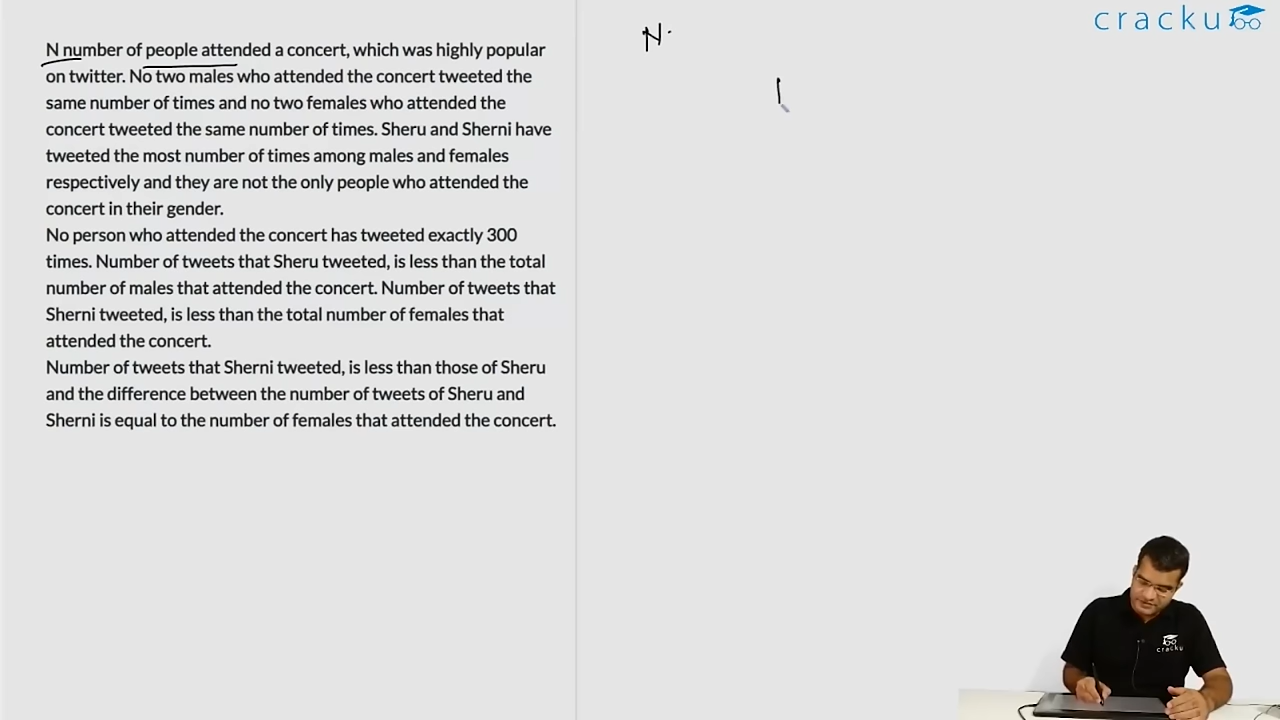 cracku
N number of people attended a concert, which was highly popular
on twitter. No two males who attended the concert tweeted the
same number of times and no two females who attended the
concert tweeted the same number of times. Sheru and Sherni have
tweeted the most number of times among males and females
respectively and they are not the only people who attended the
concert in their gender.
No person who attended the concert has tweeted exactly 300
times. Number of tweets that Sheru tweeted, is less than the total
number of males that attended the concert. Number of tweets that
Sherni tweeted, is less than the total number of females that
attended the concert.
Number of tweets that Sherni tweeted, is less than those of Sheru
and the difference between the number of tweets of Sheru and
Sherni is equal to the number of females that attended the concert.
N.
cracku